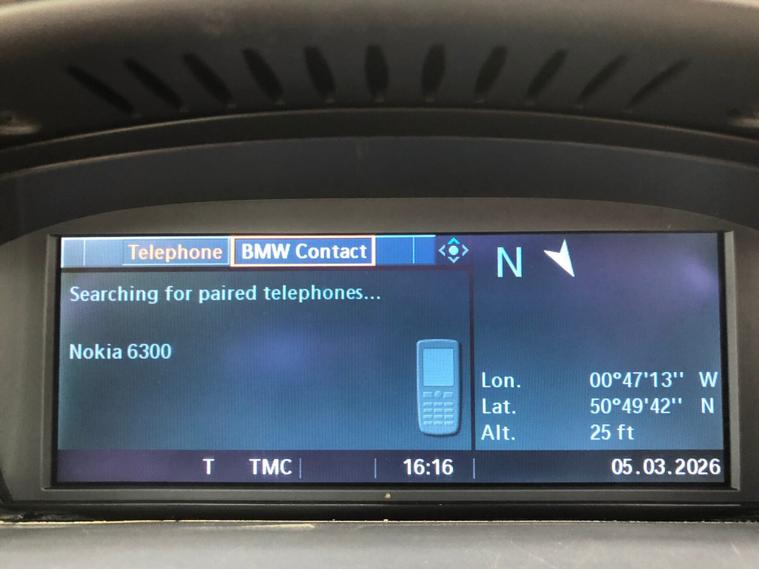 Telephone BMW Contact
Searching for paired telephones...
Nokia 6300
N
Lon. 00°47'13'' W
Lat. 50°49'42'' N
Alt. 25 ft
T TMC 16:16 05.03.2026